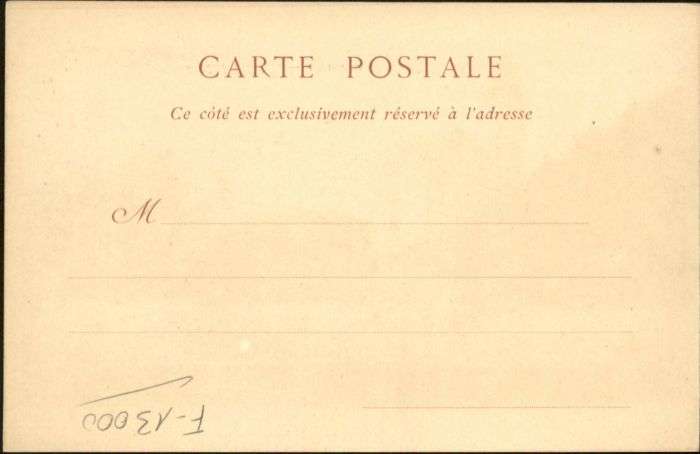 CARTE POSTALE
Ce côté est exclusivement réservé à l'adresse
M
F-13000